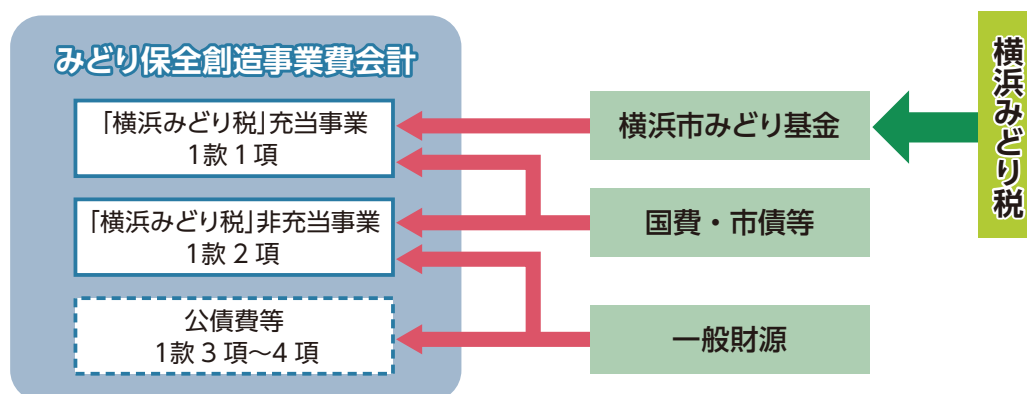 みどり保全創造事業費会計
「横浜みどり税」充当事業
1款 1 項
「横浜みどり税」非充当事業
1款 2 項
公債費等
1款 3 項～4 項
横浜市みどり基金
国費・市債等
一般財源
横浜みどり税